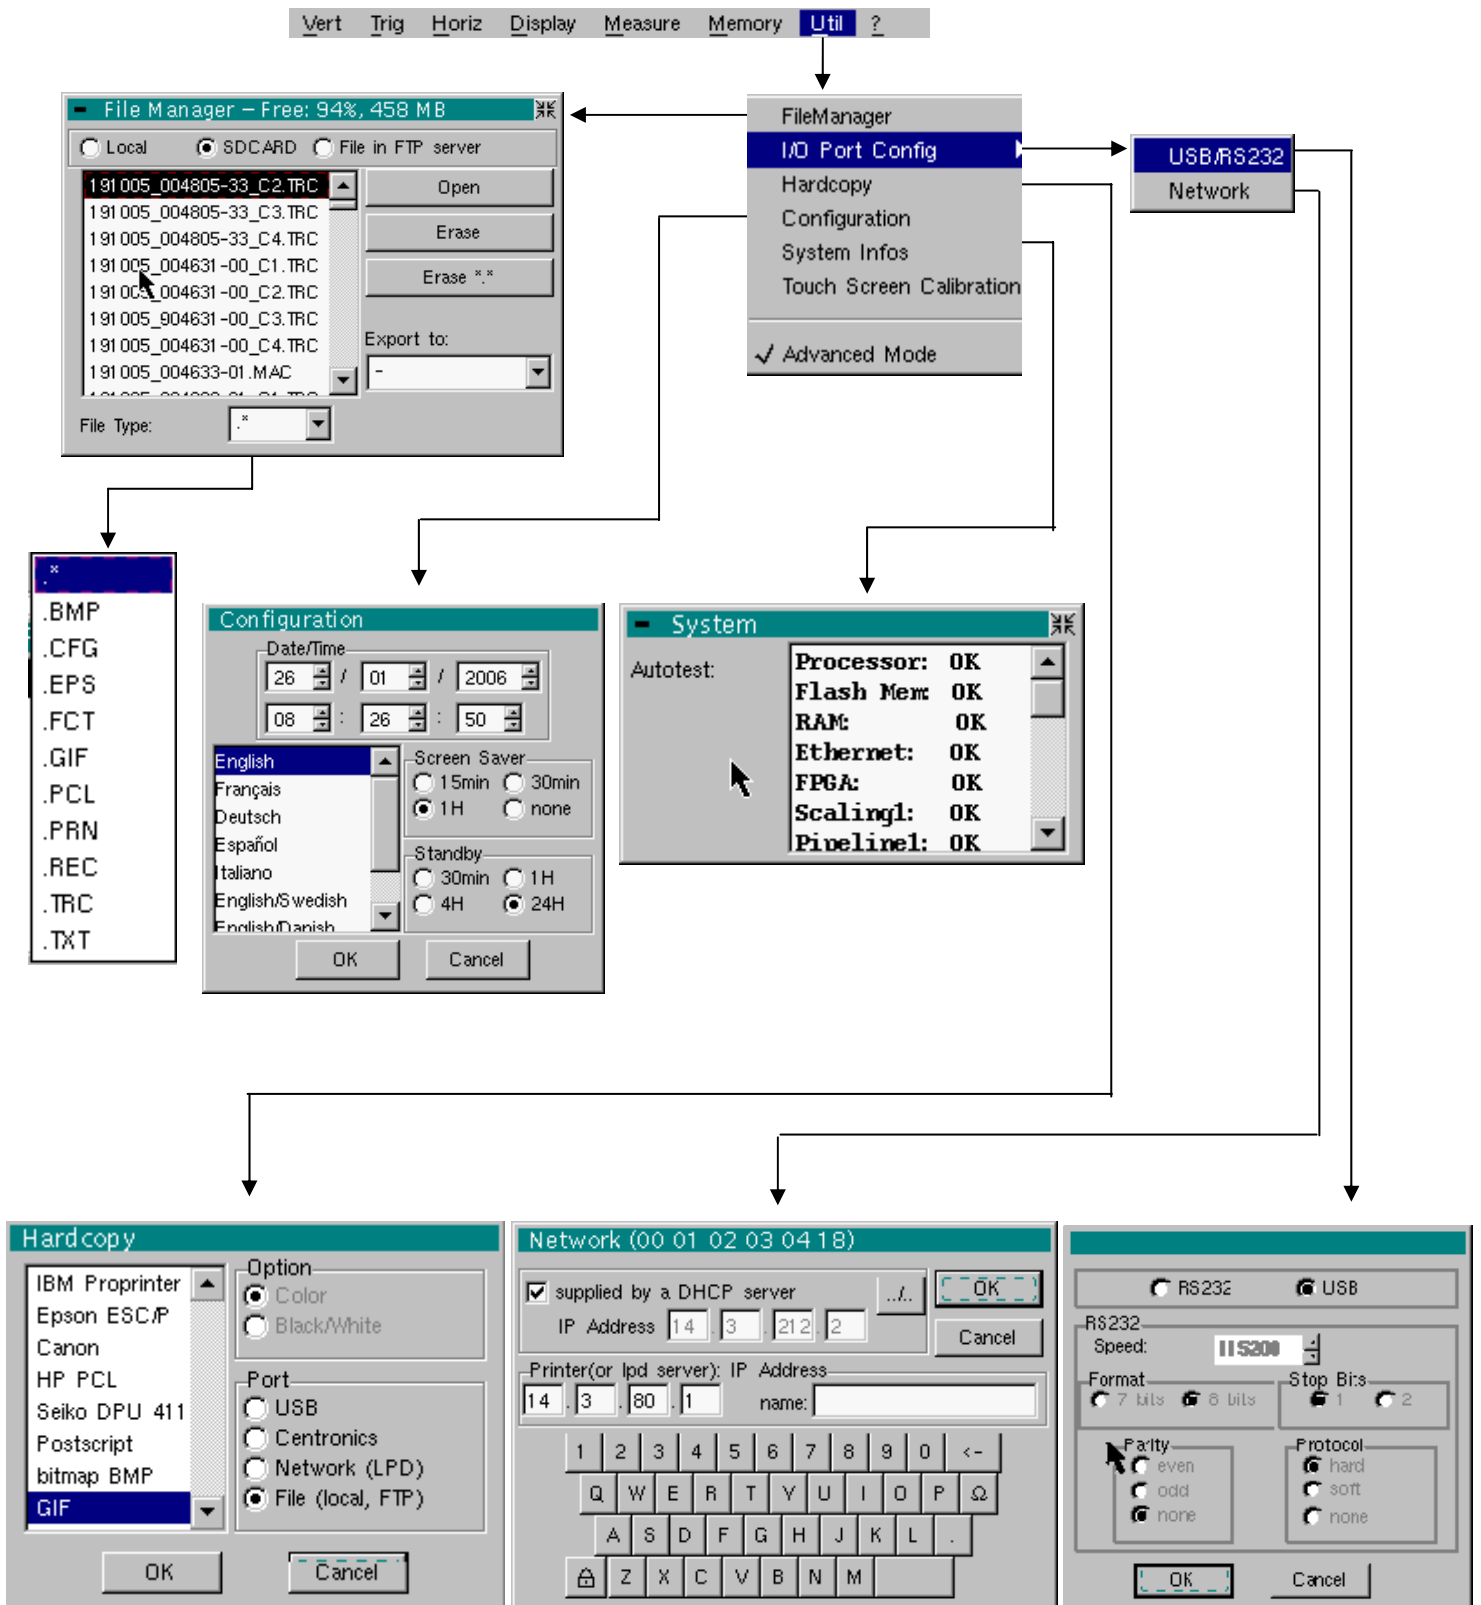 Vert Trig Horiz Display Measure Memory Util ?
File Manager – Free: 94%, 458 MB
Local SDCARD File in FTP server
191005_004805-33_C2.TRC
191005_004805-33_C3.TRC
191005_004805-33_C4.TRC
191005_004631-00_C1.TRC
191005_004631-00_C2.TRC
191005_904631-00_C3.TRC
191005_004631-00_C4.TRC
191005_004633-01.MAC
Open
Erase
Erase *.*
Export to:
-
File Type: .*
FileManager
I/O Port Config
Hardcopy
Configuration
System Infos
Touch Screen Calibration
✓ Advanced Mode
USB/RS232
Network
.*
.BMP
.CFG
.EPS
.FCT
.GIF
.PCL
.PRN
.REC
.TRC
.TXT
Configuration
Date/Time
26 / 01 / 2006
08 : 26 : 50
English
Français
Deutsch
Español
Italiano
English/Swedish
English/Danish
Screen Saver
15min 30min
1H none
Standby
30min 1H
4H 24H
OK Cancel
System
Autotest:
Processor: OK
Flash Mem: OK
RAM: OK
Ethernet: OK
FPGA: OK
Scaling1: OK
Pipeline1: OK
Hardcopy
IBM Proprinter
Epson ESC/P
Canon
HP PCL
Seiko DPU 411
Postscript
bitmap BMP
GIF
Option
Color
Black/White
Port
USB
Centronics
Network (LPD)
File (local, FTP)
OK Cancel
Network (00 01 02 03 04 18)
supplied by a DHCP server ../..
IP Address 14 . 3 . 212 . 2
OK
Cancel
Printer(or lpd server): IP Address
14 . 3 . 80 . 1 name:
1 2 3 4 5 6 7 8 9 0 <-
Q W E R T Y U I O P Ω
A S D F G H J K L .
Z X C V B N M
RS232 USB
RS232
Speed: 115200
Format
7 bits 8 bits
Stop Bits
1 2
Parity
even
odd
none
Protocol
hard
soft
none
OK Cancel